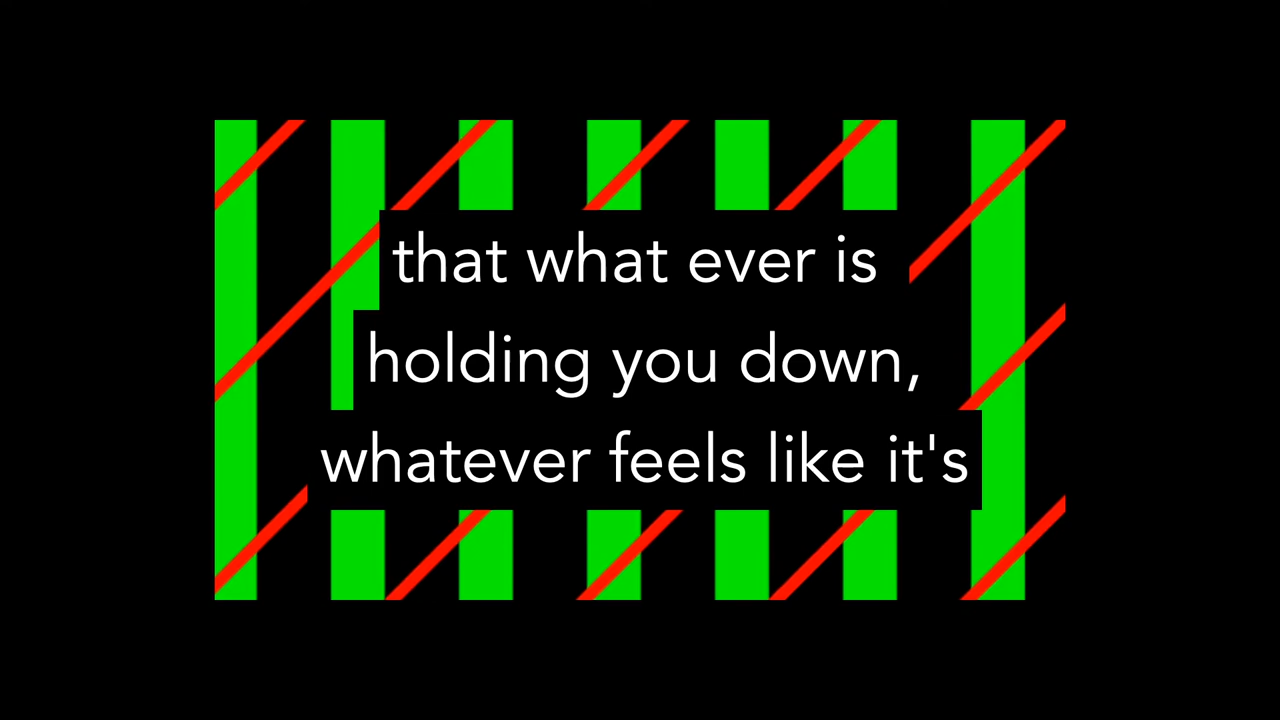 that what ever is
holding you down,
whatever feels like it's